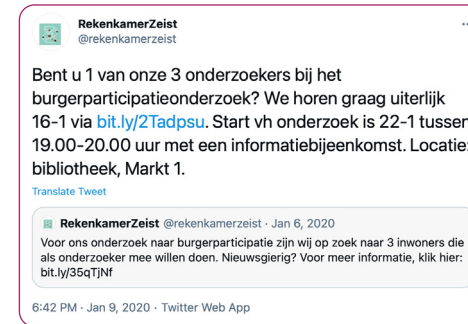 RekenKamerZeist
@rekenkamerzeist
Bent u 1 van onze 3 onderzoekers bij het
burgerparticipatieonderzoek? We horen graag uiterlijk
16-1 via bit.ly/2Tadpsu. Start vh onderzoek is 22-1 tussen
19.00-20.00 uur met een informatiebijeenkomst. Locatie:
bibliotheek, Markt 1.
Translate Tweet
RekenKamerZeist @rekenkamerzeist · Jan 6, 2020
Voor ons onderzoek naar burgerparticipatie zijn wij op zoek naar 3 inwoners die
als onderzoeker mee willen doen. Nieuwsgierig? Voor meer informatie, klik hier:
bit.ly/35qTjNf
6:42 PM · Jan 9, 2020 · Twitter Web App